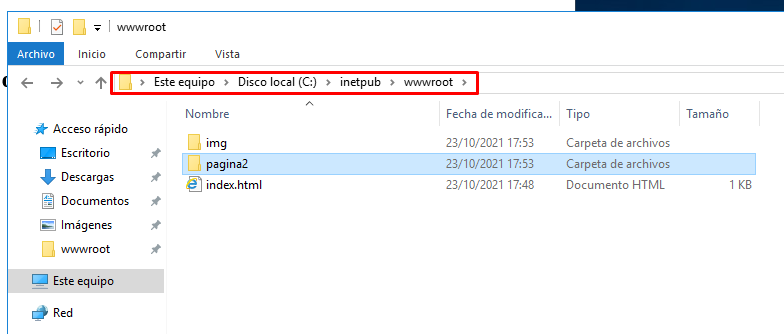 wwwroot
Archivo Inicio Compartir Vista
Este equipo Disco local (C:) inetpub wwwroot
Nombre Fecha de modifica... Tipo Tamaño
Acceso rápido
Escritorio
Descargas
Documentos
Imágenes
wwwroot
Este equipo
Red
img 23/10/2021 17:53 Carpeta de archivos
pagina2 23/10/2021 17:53 Carpeta de archivos
index.html 23/10/2021 17:48 Documento HTML 1 KB